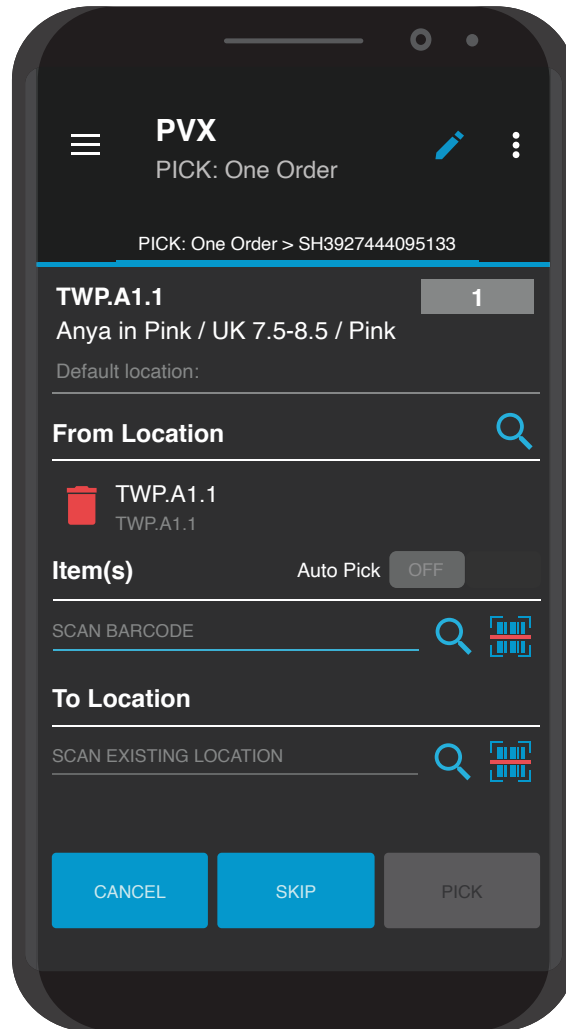 PVX
PICK: One Order
PICK: One Order > SH3927444095133
TWP.A1.1 1
Anya in Pink / UK 7.5-8.5 / Pink
Default location:
From Location
TWP.A1.1
TWP.A1.1
Item(s) Auto Pick OFF
SCAN BARCODE
To Location
SCAN EXISTING LOCATION
CANCEL SKIP PICK